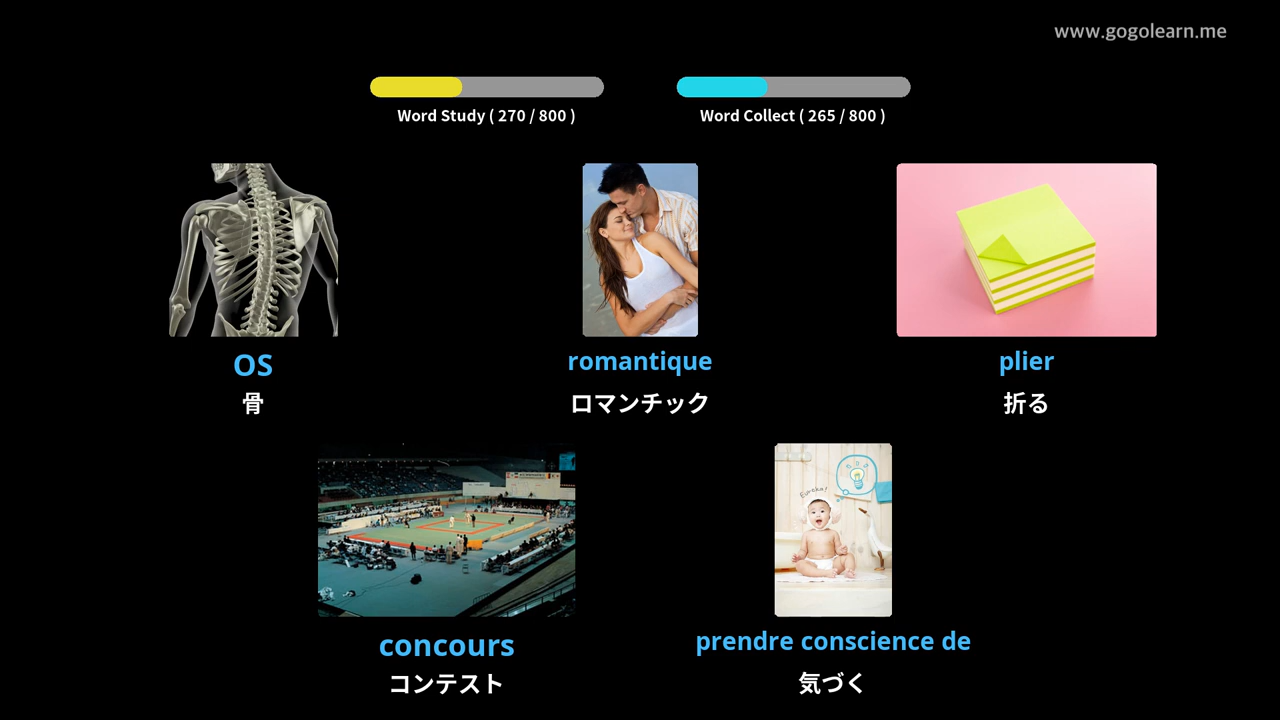 www.gogolearn.me
Word Study ( 270 / 800 )
Word Collect ( 265 / 800 )
os
骨
romantique
ロマンチック
plier
折る
Eureka!
concours
コンテスト
prendre conscience de
気づく